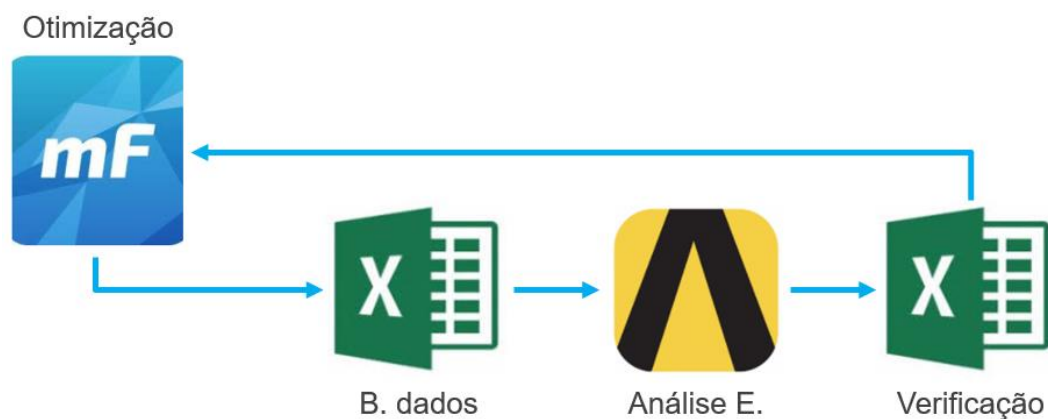 Otimização
mF
X
X
B. dados
Análise E.
Verificação